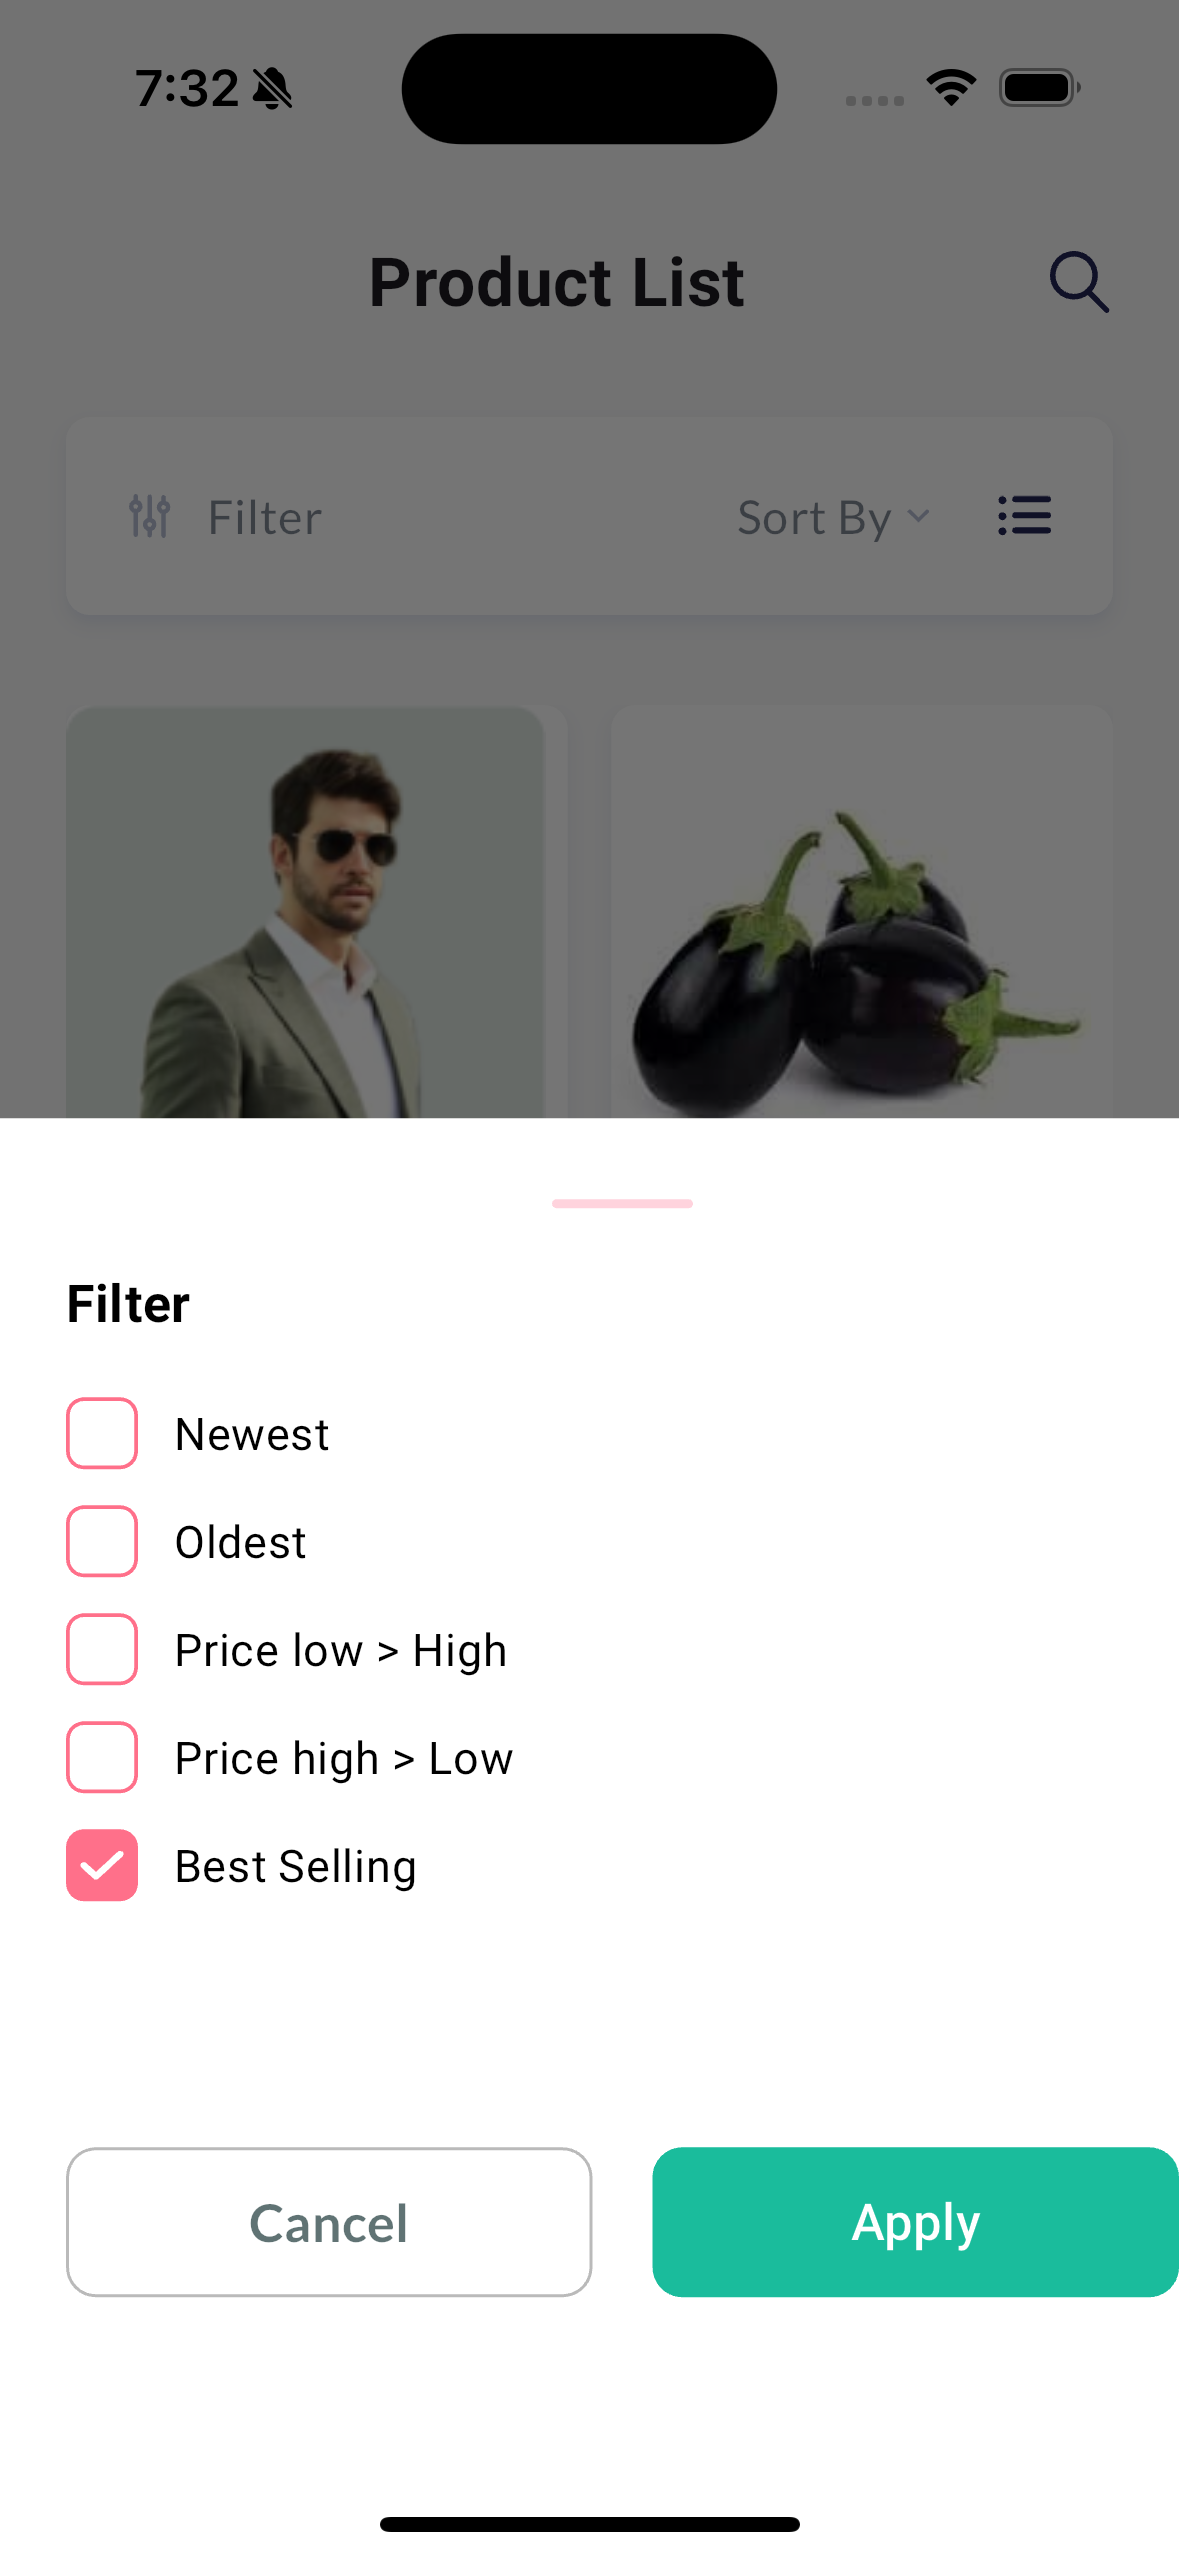 7:32
Product List
Filter
Sort By
Filter
Newest
Oldest
Price low > High
Price high > Low
Best Selling
Cancel
Apply